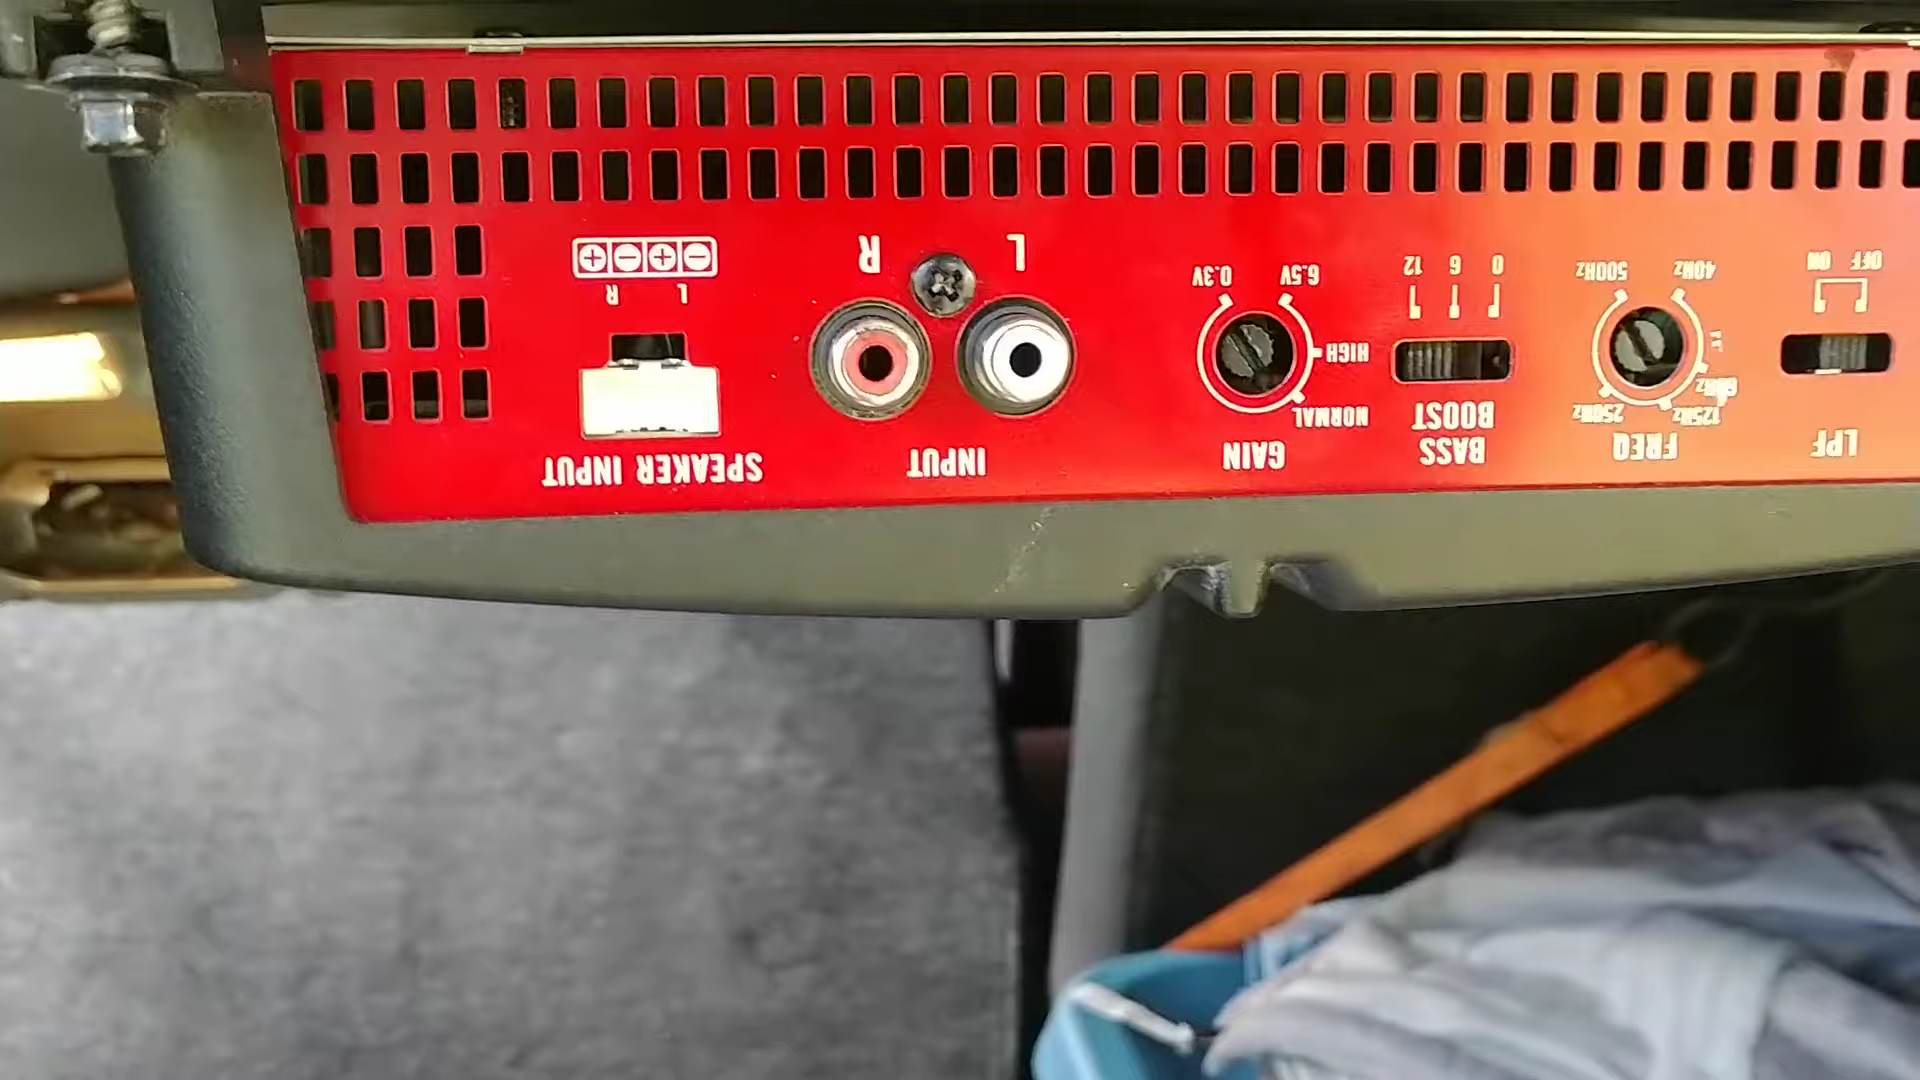 LPF
OFF ON
FREQ
125Hz 250Hz
40Hz 500Hz
BASS
BOOST
0 6 12
GAIN
NORMAL
HIGH
6.5V 0.3V
INPUT
L R
SPEAKER INPUT
L R